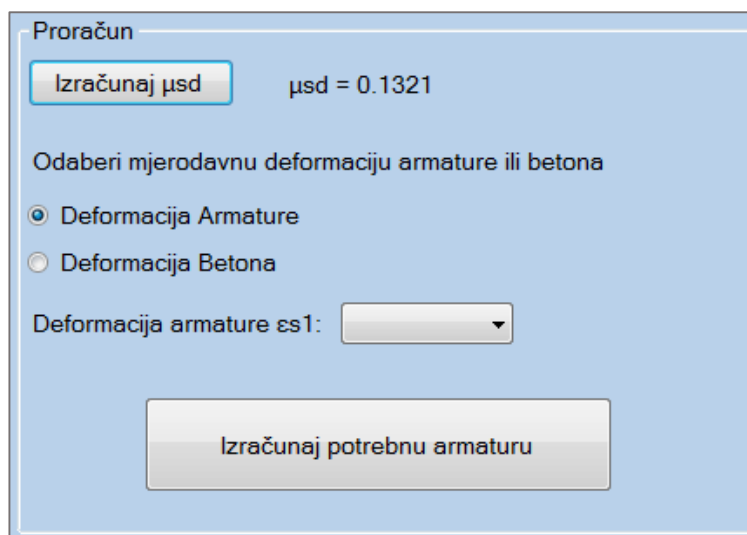 Proračun
Izračunaj µsd µsd = 0.1321
Odaberi mjerodavnu deformaciju armature ili betona
Deformacija Armature
Deformacija Betona
Deformacija armature εs1:
Izračunaj potrebnu armaturu